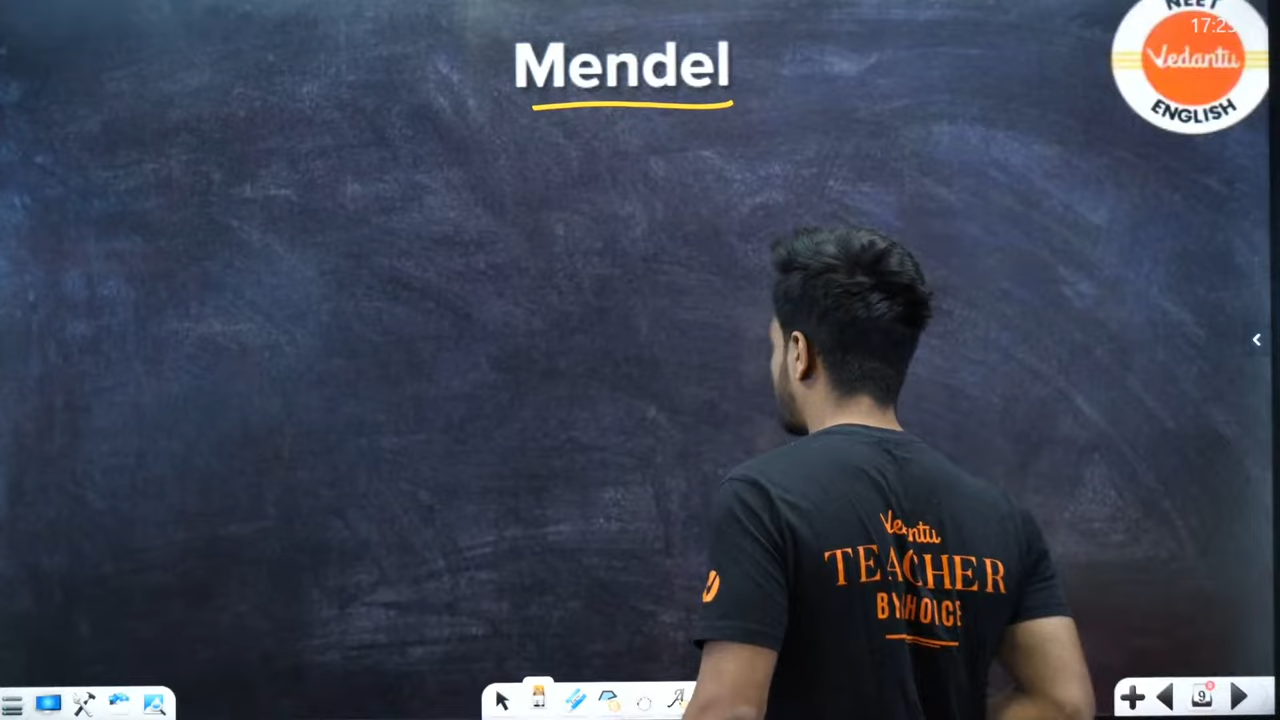 Mendel
NEET
17:2
Vedantu
ENGLISH
Vedantu
TEACHER
BY CHOICE
9